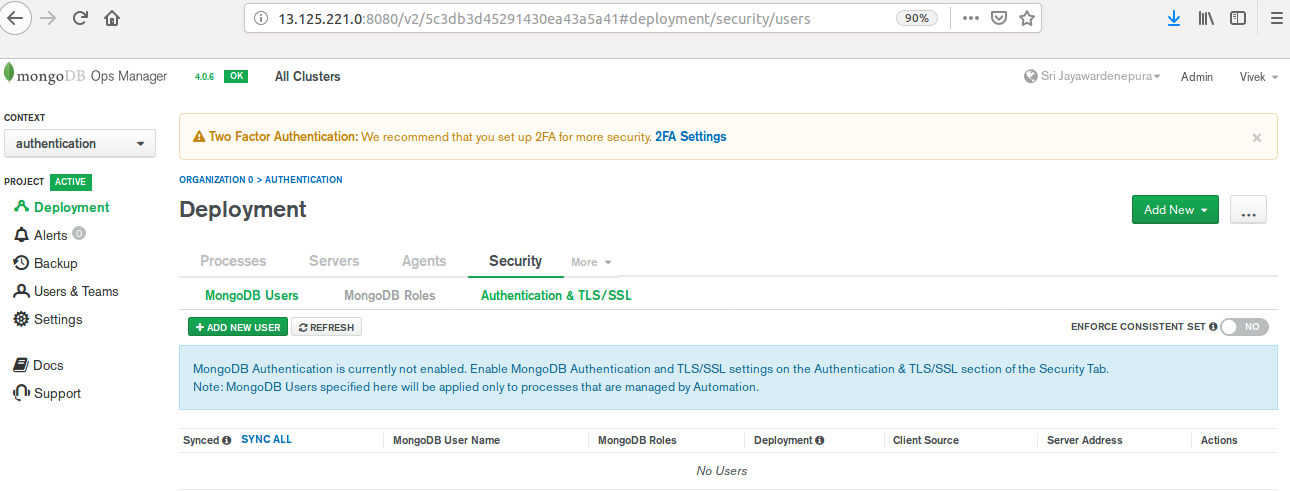 13.125.221.0:8080/v2/5c3db3d45291430ea43a5a41#deployment/security/users 90%
mongoDB Ops Manager 4.0.6 OK All Clusters Sri Jayawardenepura Admin Vivek
CONTEXT
authentication
Two Factor Authentication: We recommend that you set up 2FA for more security. 2FA Settings ×
PROJECT ACTIVE
Deployment
Alerts 0
Backup
Users & Teams
Settings
Docs
Support
ORGANIZATION 0 > AUTHENTICATION
Deployment Add New ...
Processes Servers Agents Security More
MongoDB Users MongoDB Roles Authentication & TLS/SSL
+ ADD NEW USER REFRESH ENFORCE CONSISTENT SET NO
MongoDB Authentication is currently not enabled. Enable MongoDB Authentication and TLS/SSL settings on the Authentication & TLS/SSL section of the Security Tab.
Note: MongoDB Users specified here will be applied only to processes that are managed by Automation.
Synced SYNC ALL MongoDB User Name MongoDB Roles Deployment Client Source Server Address Actions
No Users